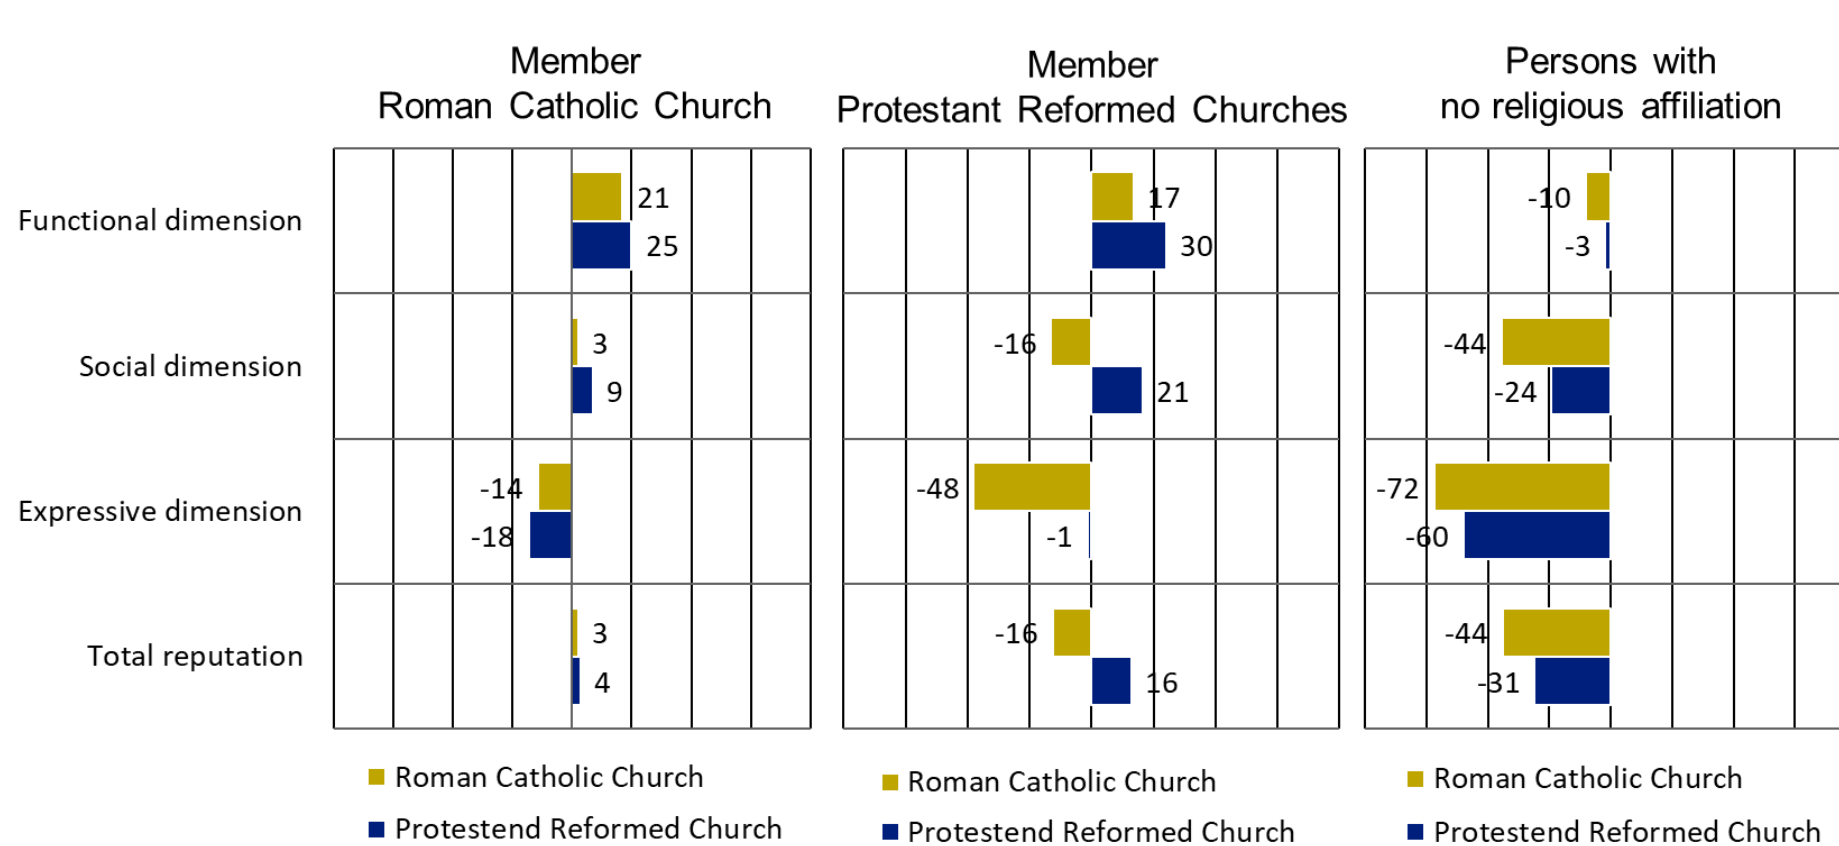 Member
Roman Catholic Church
Member
Protestant Reformed Churches
Persons with
no religious affiliation
Functional dimension
21
25
17
30
-10
-3
Social dimension
3
9
-16
21
-44
-24
Expressive dimension
-14
-18
-48
-1
-72
-60
Total reputation
3
4
-16
16
-44
-31
Roman Catholic Church
Protestend Reformed Church
Roman Catholic Church
Protestend Reformed Church
Roman Catholic Church
Protestend Reformed Church